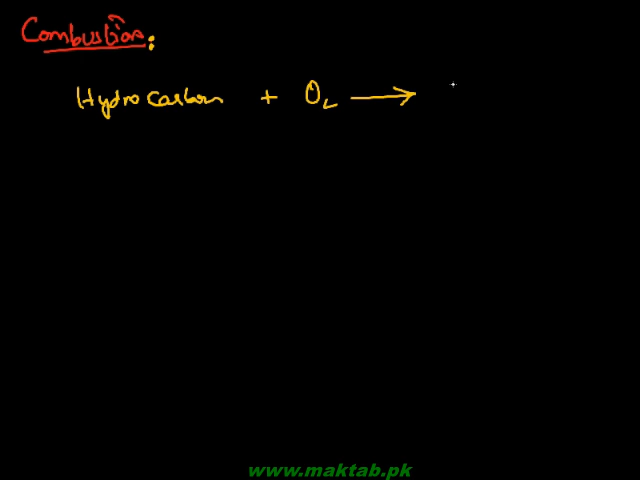 Combustion:
Hydrocarbon + O₂ →
www.maktab.pk